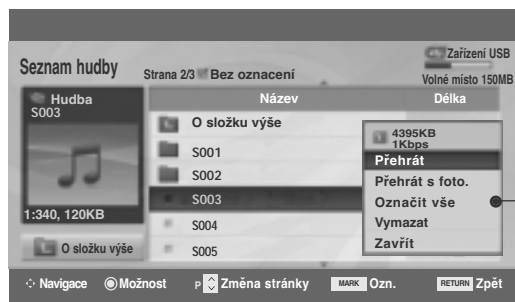 Zařízení USB
Seznam hudby
Strana 2/3 Bez oznacení
Volné místo 150MB
Hudba
S003
Název
Délka
O složku výše
S001
S002
S003
S004
S005
4395KB
1Kbps
Přehrát
Přehrát s foto.
Označit vše
Vymazat
Zavřít
1:340, 120KB
O složku výše
Navigace
Možnost
P Změna stránky
MARK Ozn.
RETURN Zpět